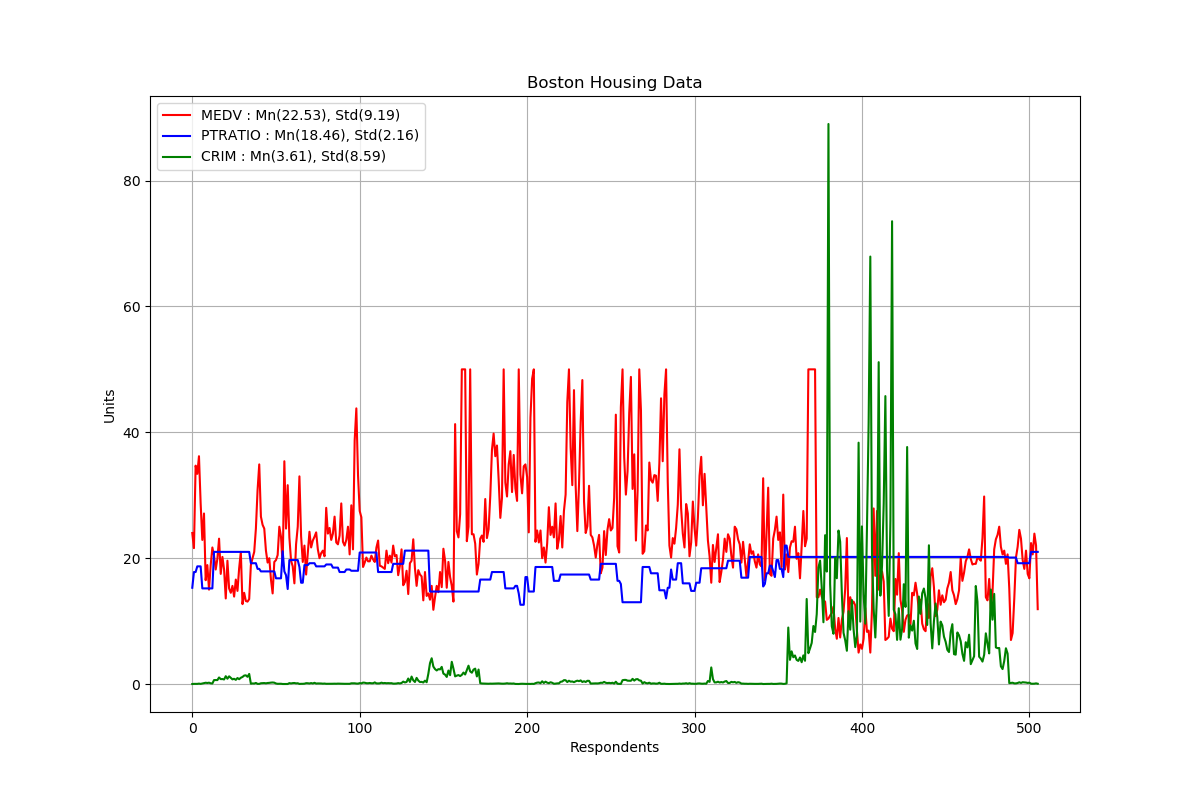 Boston Housing Data
MEDV : Mn(22.53), Std(9.19)
PTRATIO : Mn(18.46), Std(2.16)
CRIM : Mn(3.61), Std(8.59)
80
60
40
20
0
Units
0 100 200 300 400 500
Respondents